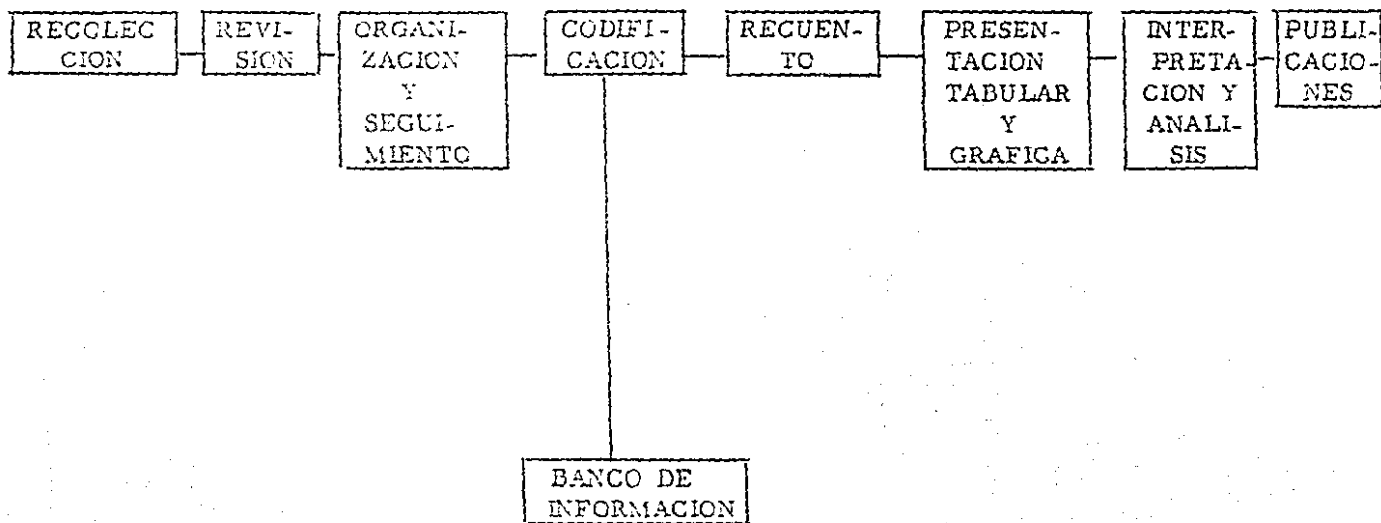 RECOLEC
CION
REVI-
SION
ORGANI-
ZACION
Y
SEGUI-
MIENTO
CODIFI-
CACION
RECUEN-
TO
PRESEN-
TACION
TABULAR
Y
GRAFICA
INTER-
PRETA
CION Y
ANALI-
SIS
PUBLI-
CACIO-
NES
BANCO DE
INFORMACION